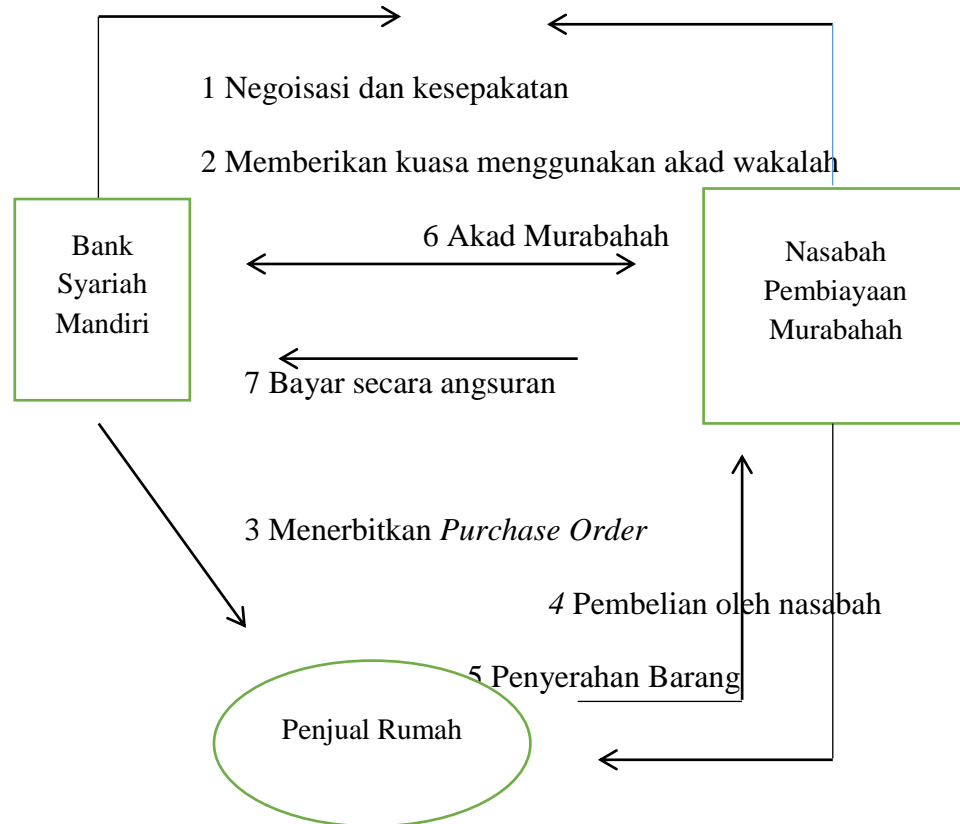 1 Negoisasi dan kesepakatan
2 Memberikan kuasa menggunakan akad wakalah
Bank
Syariah
Mandiri
6 Akad Murabahah
Nasabah
Pembiayaan
Murabahah
7 Bayar secara angsuran
3 Menerbitkan Purchase Order
4 Pembelian oleh nasabah
5 Penyerahan Barang
Penjual Rumah